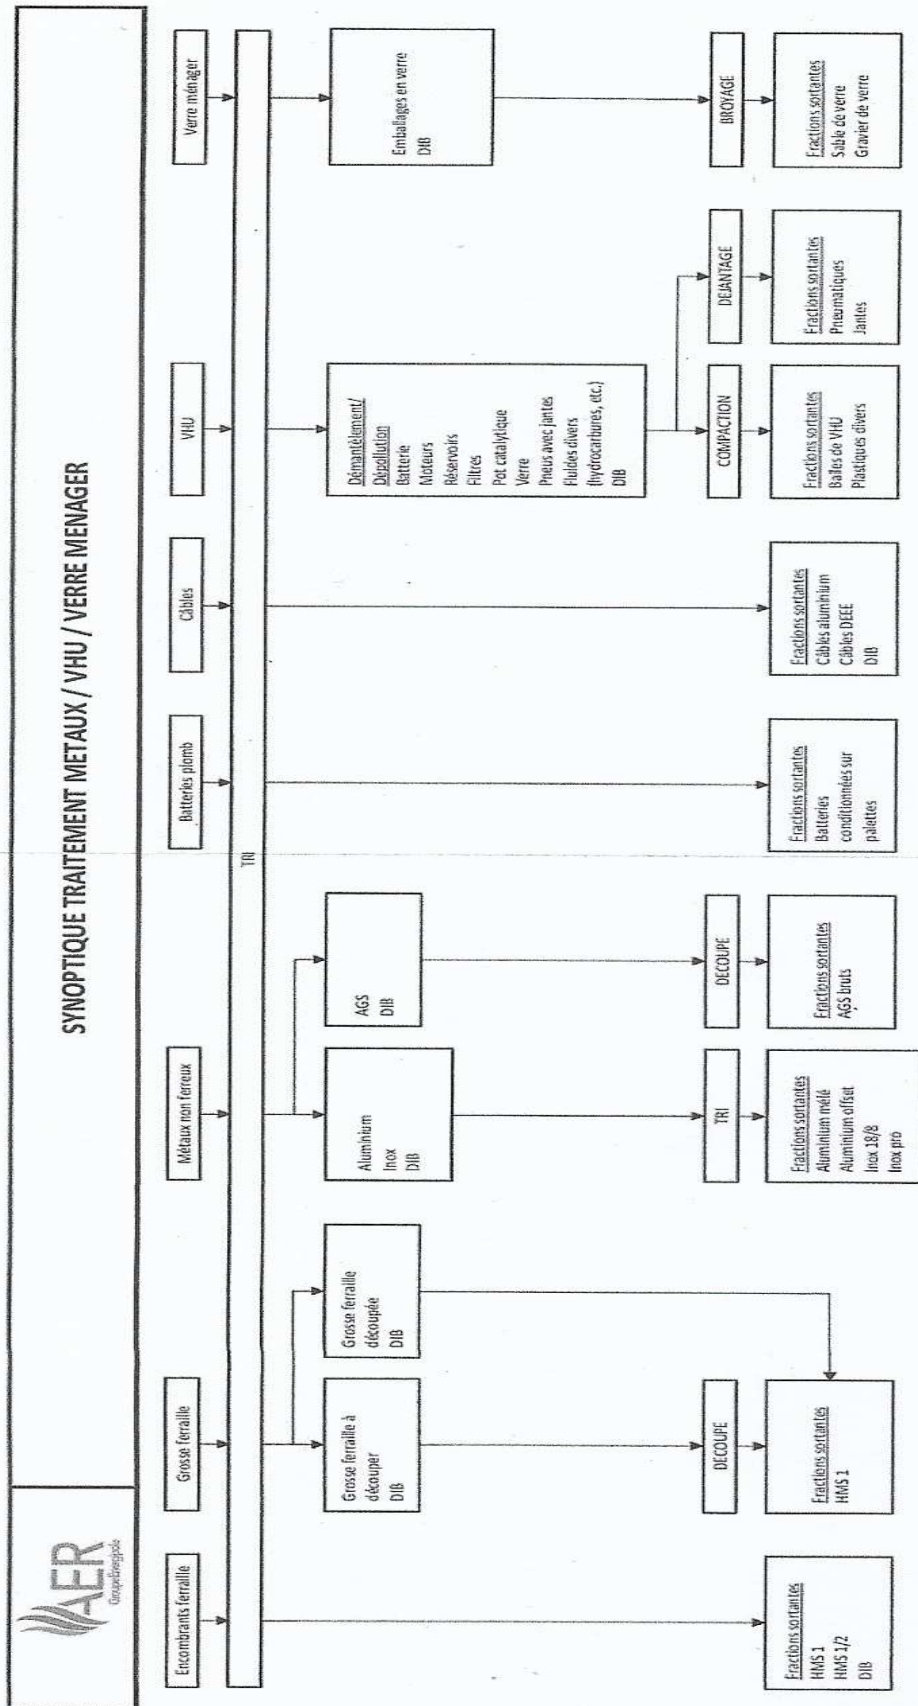 AER
GroupeEnergipole
SYNOPTIQUE TRAITEMENT METAUX / VHU / VERRE MENAGER
Encombrants ferraille
Grosse ferraille
Métaux non ferreux
Batteries plomb
Câbles
VHU
Verre ménager
TRI
Grosse ferraille à
découper
DIB
Grosse ferraille
découpée
DIB
Aluminium
Inox
DIB
AGS
DIB
Démantèlement/
Dépollution
Batterie
Moteurs
Réservoirs
Filtres
Pot catalytique
Verre
Pneus avec jantes
Fluides divers
(hydrocarbures, etc.)
DIB
Emballages en verre
DIB
DECOUPE
TRI
DECOUPE
COMPACTION
DEJANTAGE
BROYAGE
Fractions sortantes
HMS 1
HMS 1/2
DIB
Fractions sortantes
HMS 1
Fractions sortantes
Aluminium mêlé
Aluminium offset
Inox 18/8
Inox pro
Fractions sortantes
AGS bruts
Fractions sortantes
Batteries
conditionnées sur
palettes
Fractions sortantes
Câbles aluminium
Câbles DEEE
DIB
Fractions sortantes
Balles de VHU
Plastiques divers
Fractions sortantes
Pneumatiques
Jantes
Fractions sortantes
Sable de verre
Gravier de verre